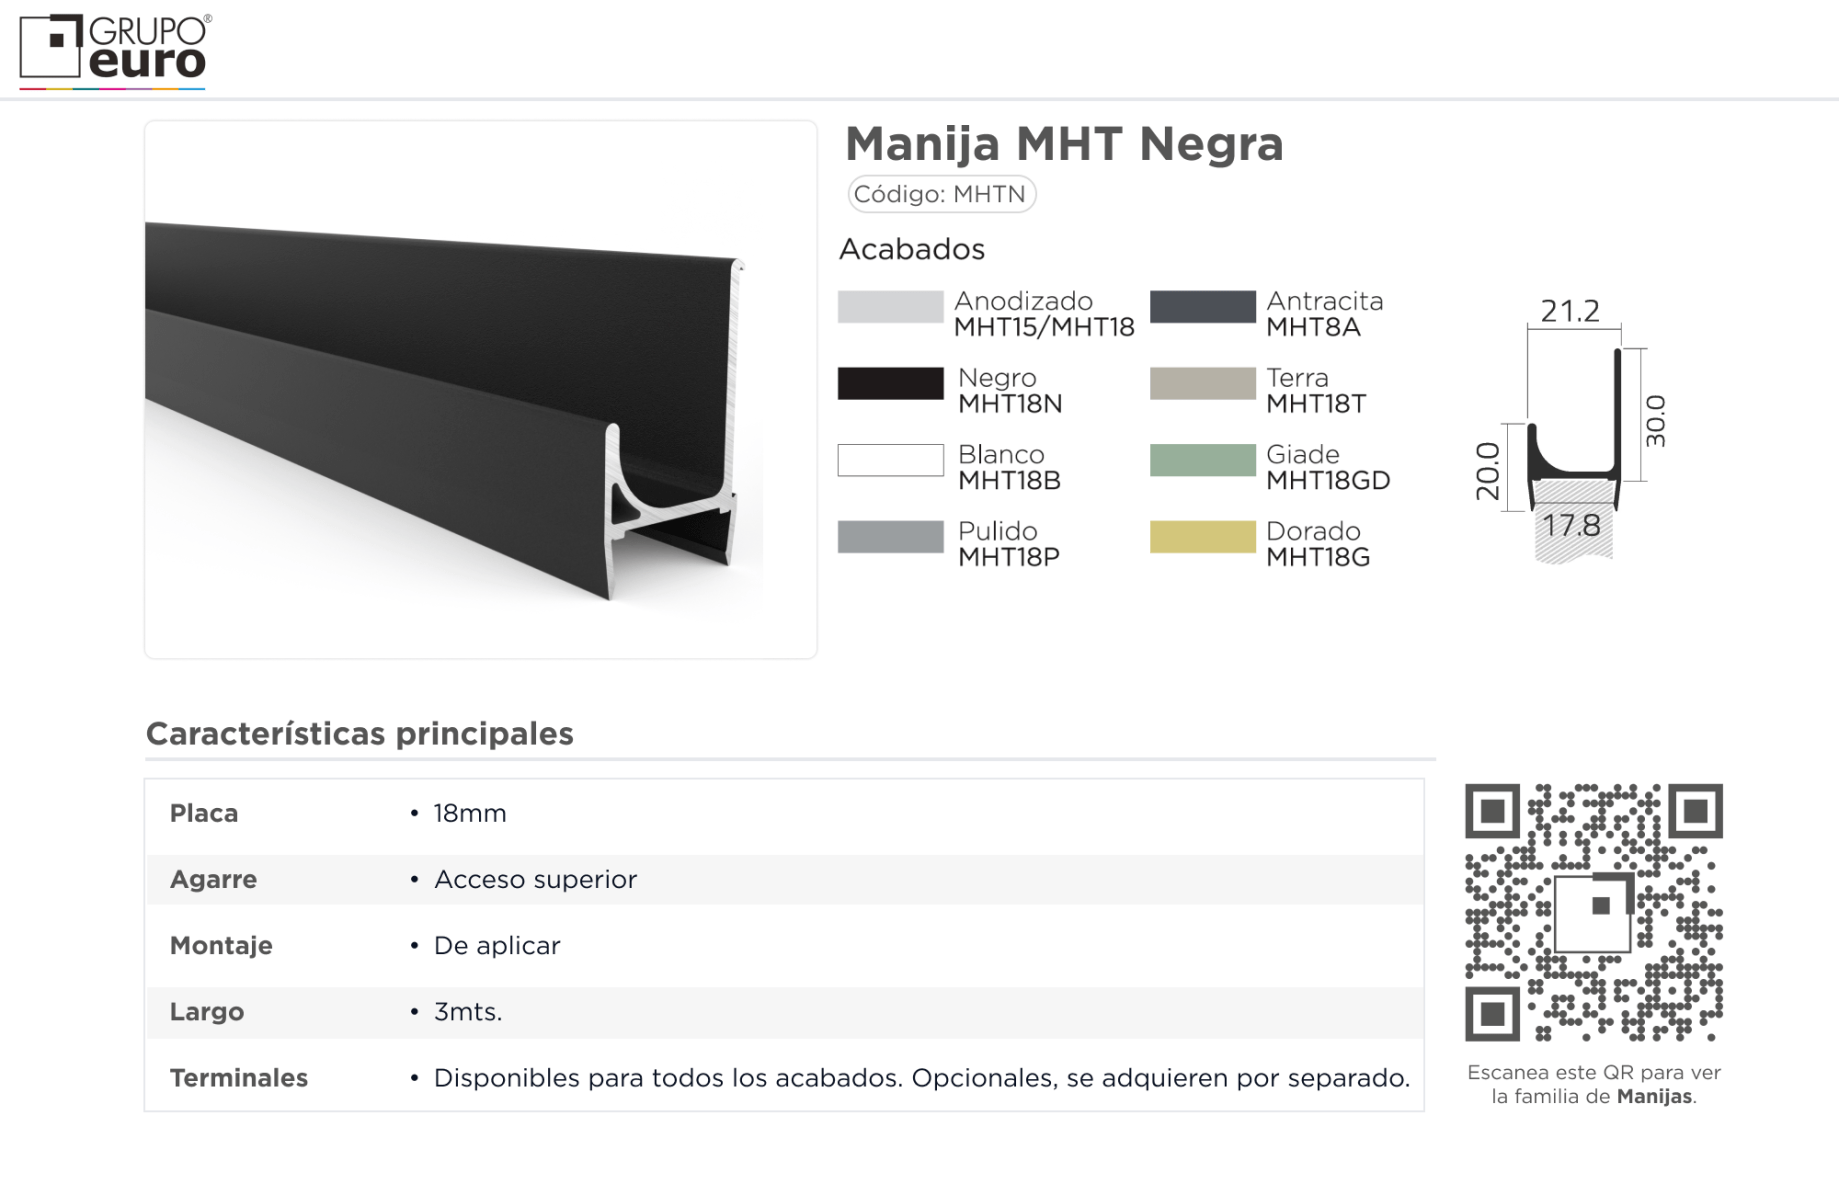 GRUPO®
euro
Manija MHT Negra
Código: MHTN
Acabados
Anodizado
MHT15/MHT18
Antracita
MHT8A
Negro
MHT18N
Terra
MHT18T
Blanco
MHT18B
Giade
MHT18GD
Pulido
MHT18P
Dorado
MHT18G
21.2
30.0
20.0
17.8
Características principales
Placa • 18mm
Agarre • Acceso superior
Montaje • De aplicar
Largo • 3mts.
Terminales • Disponibles para todos los acabados. Opcionales, se adquieren por separado.
Escanea este QR para ver
la familia de Manijas.